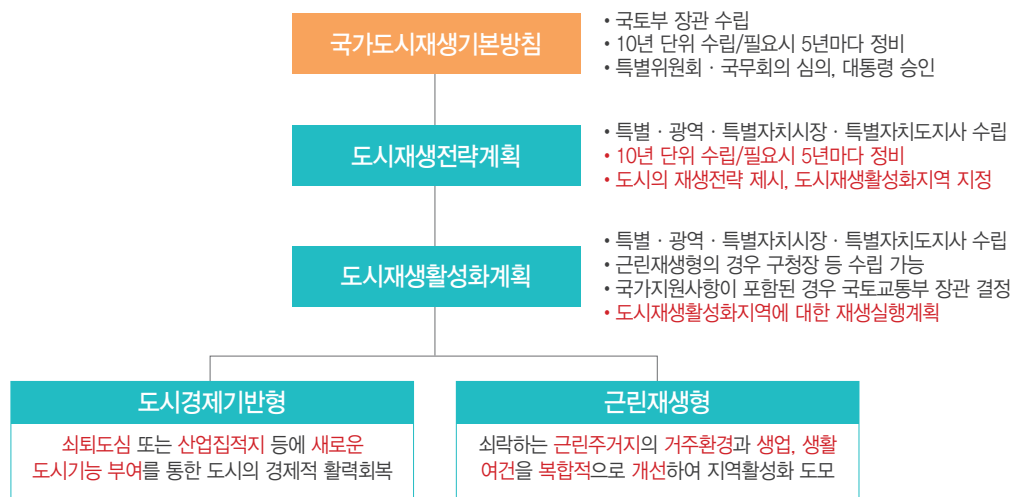 국가도시재생기본방침
• 국토부 장관 수립
• 10년 단위 수립/필요시 5년마다 정비
• 특별위원회 · 국무회의 심의, 대통령 승인
도시재생전략계획
• 특별 · 광역 · 특별자치시장 · 특별자치도지사 수립
• 10년 단위 수립/필요시 5년마다 정비
• 도시의 재생전략 제시, 도시재생활성화지역 지정
도시재생활성화계획
• 특별 · 광역 · 특별자치시장 · 특별자치도지사 수립
• 근린재생형의 경우 구청장 등 수립 가능
• 국가지원사항이 포함된 경우 국토교통부 장관 결정
• 도시재생활성화지역에 대한 재생실행계획
도시경제기반형
쇠퇴도심 또는 산업집적지 등에 새로운
도시기능 부여를 통한 도시의 경제적 활력회복
근린재생형
쇠락하는 근린주거지의 거주환경과 생업, 생활
여건을 복합적으로 개선하여 지역활성화 도모